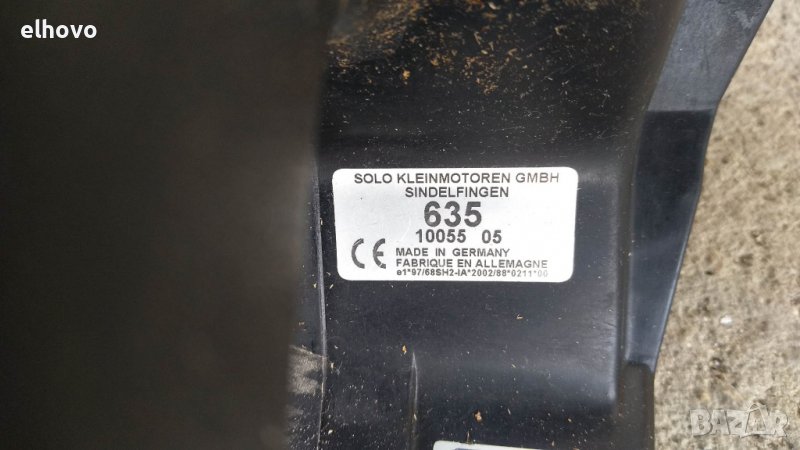 elhovo
SOLO KLEINMOTOREN GMBH
SINDELFINGEN
635
10055 05
CE MADE IN GERMANY
FABRIQUE EN ALLEMAGNE
e1*97/68SH2-IA*2002/88*0211*00
BAZAR